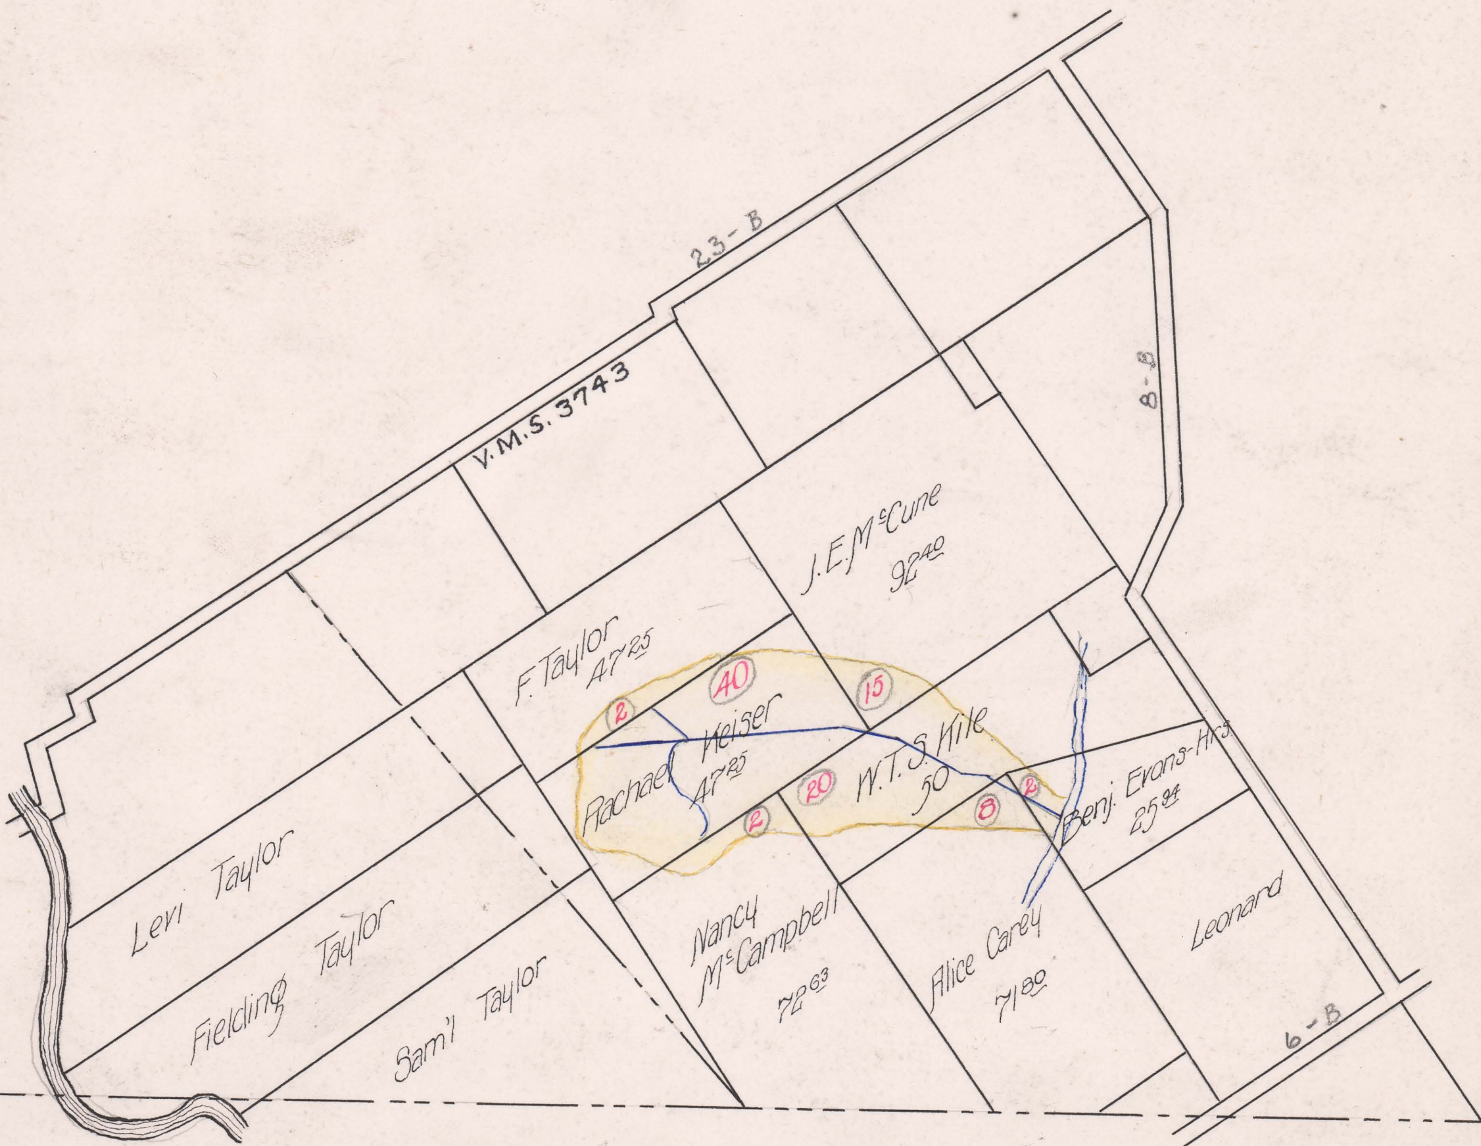 23-B
V.M.S. 3743
8-B
J.E. McCune
92 40
F. Taylor
47 25
2
40
15
Rachael Keiser
47 25
W.T.S. Kile
50
20
2
8
2
Benj. Evans-Hrs
25 94
Levi Taylor
Fielding Taylor
Sam'l Taylor
Nancy
McCampbell
72 63
Alice Carey
71 80
Leonard
6-B